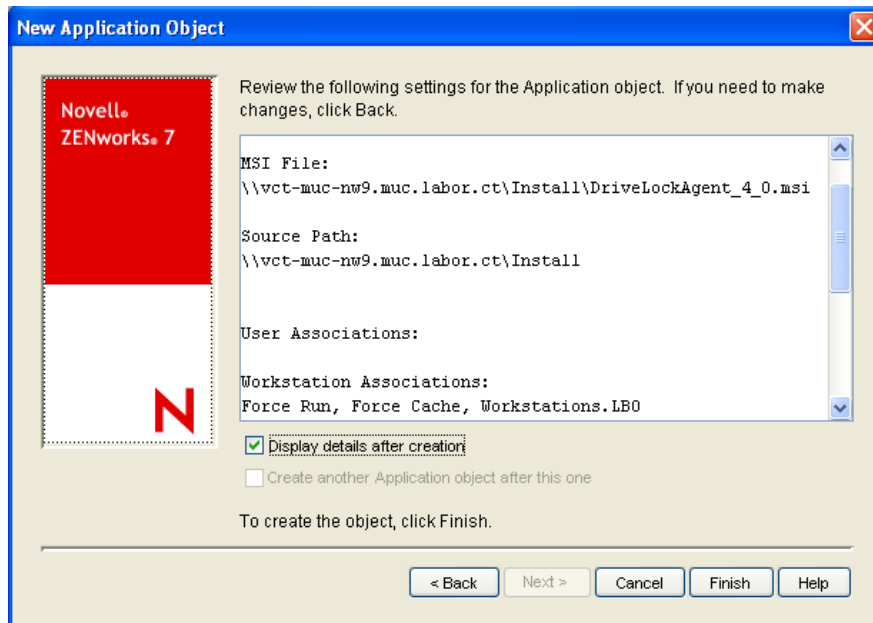 New Application Object
Novell®
ZENworks® 7
Review the following settings for the Application object. If you need to make
changes, click Back.
MSI File:
\\vct-muc-nw9.muc.labor.ct\Install\DriveLockAgent_4_0.msi
Source Path:
\\vct-muc-nw9.muc.labor.ct\Install
User Associations:
Workstation Associations:
Force Run, Force Cache, Workstations.LBO
N
Display details after creation
Create another Application object after this one
To create the object, click Finish.
< Back
Next >
Cancel
Finish
Help